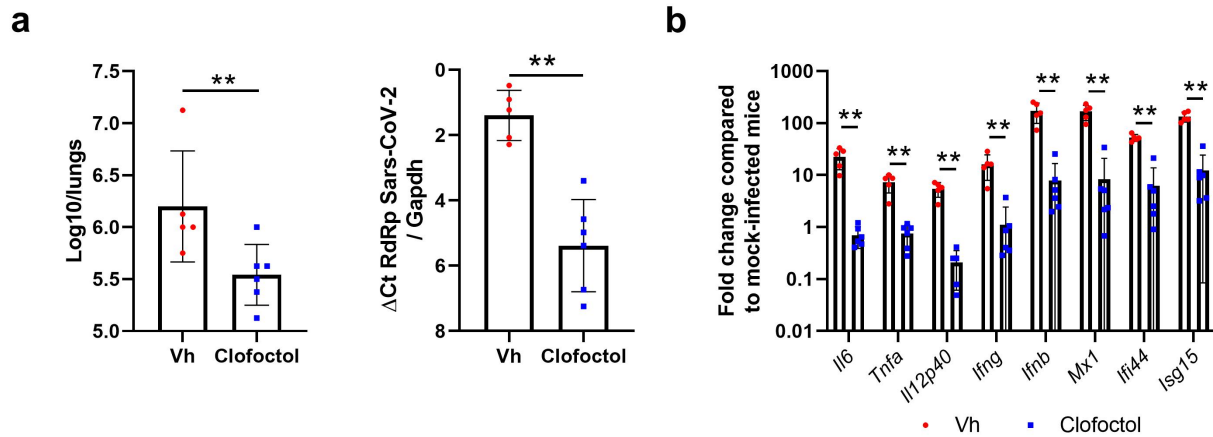 a
b
7.5
7.0
6.5
6.0
5.5
5.0
Log10/lungs
**
Vh
Clofoctol
0
2
4
6
8
ΔCt RdRp Sars-CoV-2
/ Gapdh
**
Vh
Clofoctol
1000
100
10
1
0.1
0.01
Fold change compared
to mock-infected mice
**
**
**
**
**
**
**
**
Il6
Tnfa
Il12p40
Ifng
Ifnb
Mx1
Ifi44
Isg15
Vh
Clofoctol